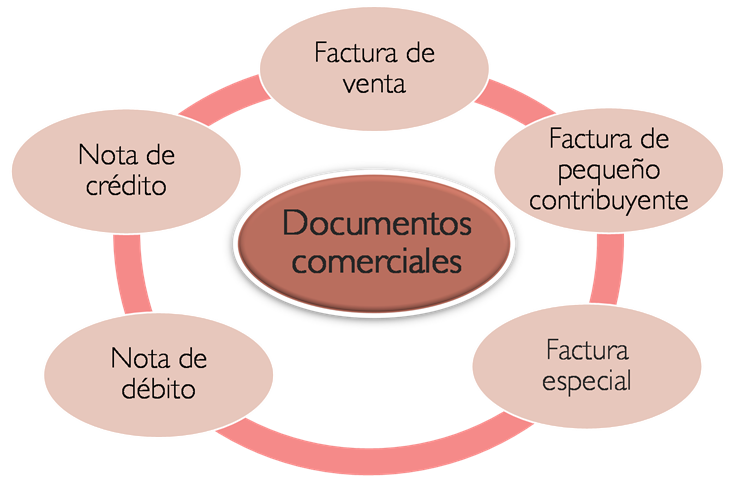 Factura de
venta
Factura de
pequeño
contribuyente
Factura
especial
Nota de
débito
Nota de
crédito
Documentos
comerciales